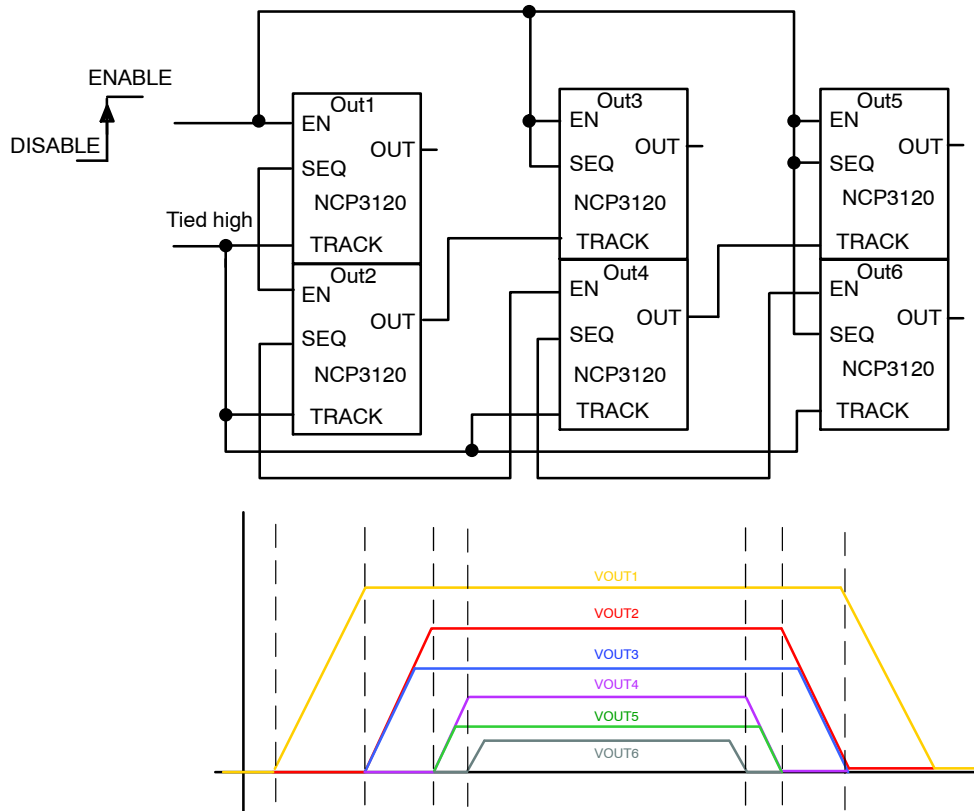 ENABLE
DISABLE
Tied high
Out1
EN
OUT
SEQ
NCP3120
TRACK
Out2
EN
OUT
SEQ
NCP3120
TRACK
Out3
EN
OUT
SEQ
NCP3120
TRACK
Out4
EN
OUT
SEQ
NCP3120
TRACK
Out5
EN
OUT
SEQ
NCP3120
TRACK
Out6
EN
OUT
SEQ
NCP3120
TRACK
VOUT1
VOUT2
VOUT3
VOUT4
VOUT5
VOUT6